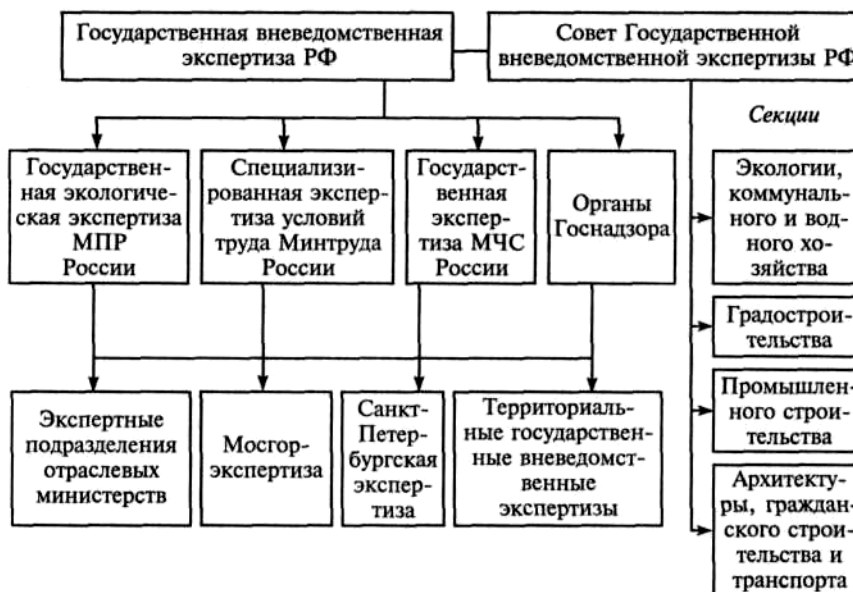 Государственная вневедомственная
экспертиза РФ
Совет Государственной
вневедомственной экспертизы РФ
Секции
Государствен-
ная экологиче-
ская экспертиза
МПР
России
Специализи-
рованная экспер-
тиза условий
труда Минтруда
России
Государст-
венная
экспер-
тиза МЧС
России
Органы
Госнадзора
Экологии,
коммуналь-
ного и вод-
ного хо-
зяйства
Градострои-
тельства
Промышлен-
ного строи-
тельства
Архитекту-
ры, граждан-
ского строи-
тельства и
транспорта
Экспертные
подразделения
отраслевых
министерств
Мосгор-
экспертиза
Санкт-
Петер-
бургская
экспер-
тиза
Территориаль-
ные государствен-
ные вневедомст-
венные
экспертизы